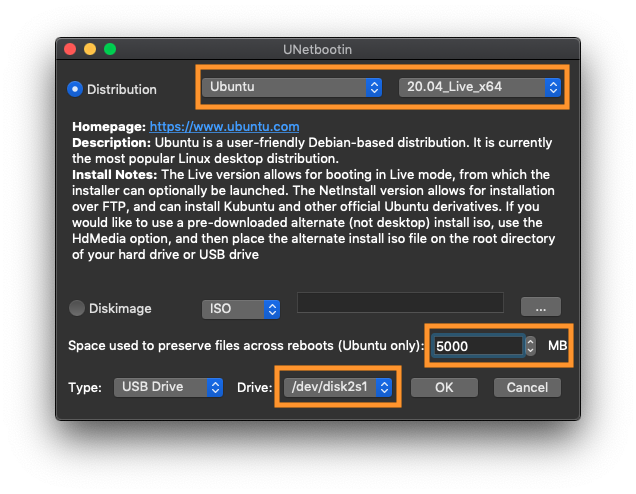 UNetbootin
Distribution Ubuntu 20.04_Live_x64
Homepage: https://www.ubuntu.com
Description: Ubuntu is a user-friendly Debian-based distribution. It is currently
the most popular Linux desktop distribution.
Install Notes: The Live version allows for booting in Live mode, from which the
installer can optionally be launched. The NetInstall version allows for installation
over FTP, and can install Kubuntu and other official Ubuntu derivatives. If you
would like to use a pre-downloaded alternate (not desktop) install iso, use the
HdMedia option, and then place the alternate install iso file on the root directory
of your hard drive or USB drive
Diskimage ISO ...
Space used to preserve files across reboots (Ubuntu only): 5000 MB
Type: USB Drive Drive: /dev/disk2s1 OK Cancel